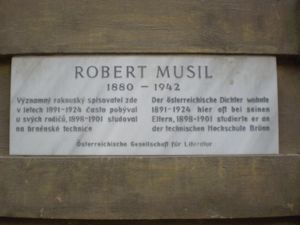 ROBERT MUSIL
1880 — 1942
Významný rakouský spisovatel zde
v letech 1891-1924 často pobýval
u svých rodičů, 1898-1901 studoval
na brněnské technice
Der österreichische Dichter wohnte
1891-1924 hier oft bei seinen
Eltern, 1898-1901 studierte er an
der technischen Hochschule Brünn
Österreichische Gesellschaft für Literatur